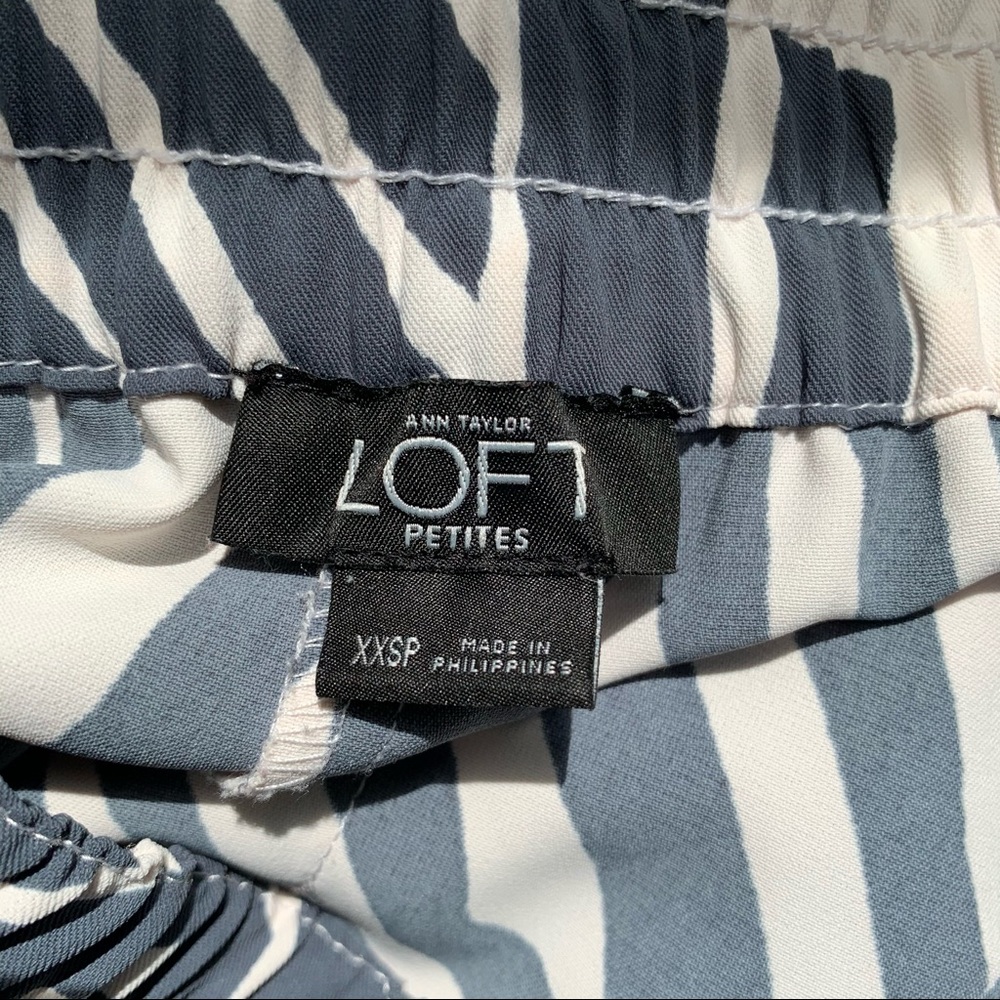 ANN TAYLOR
LOFT
PETITES
XXSP
MADE IN
PHILIPPINES